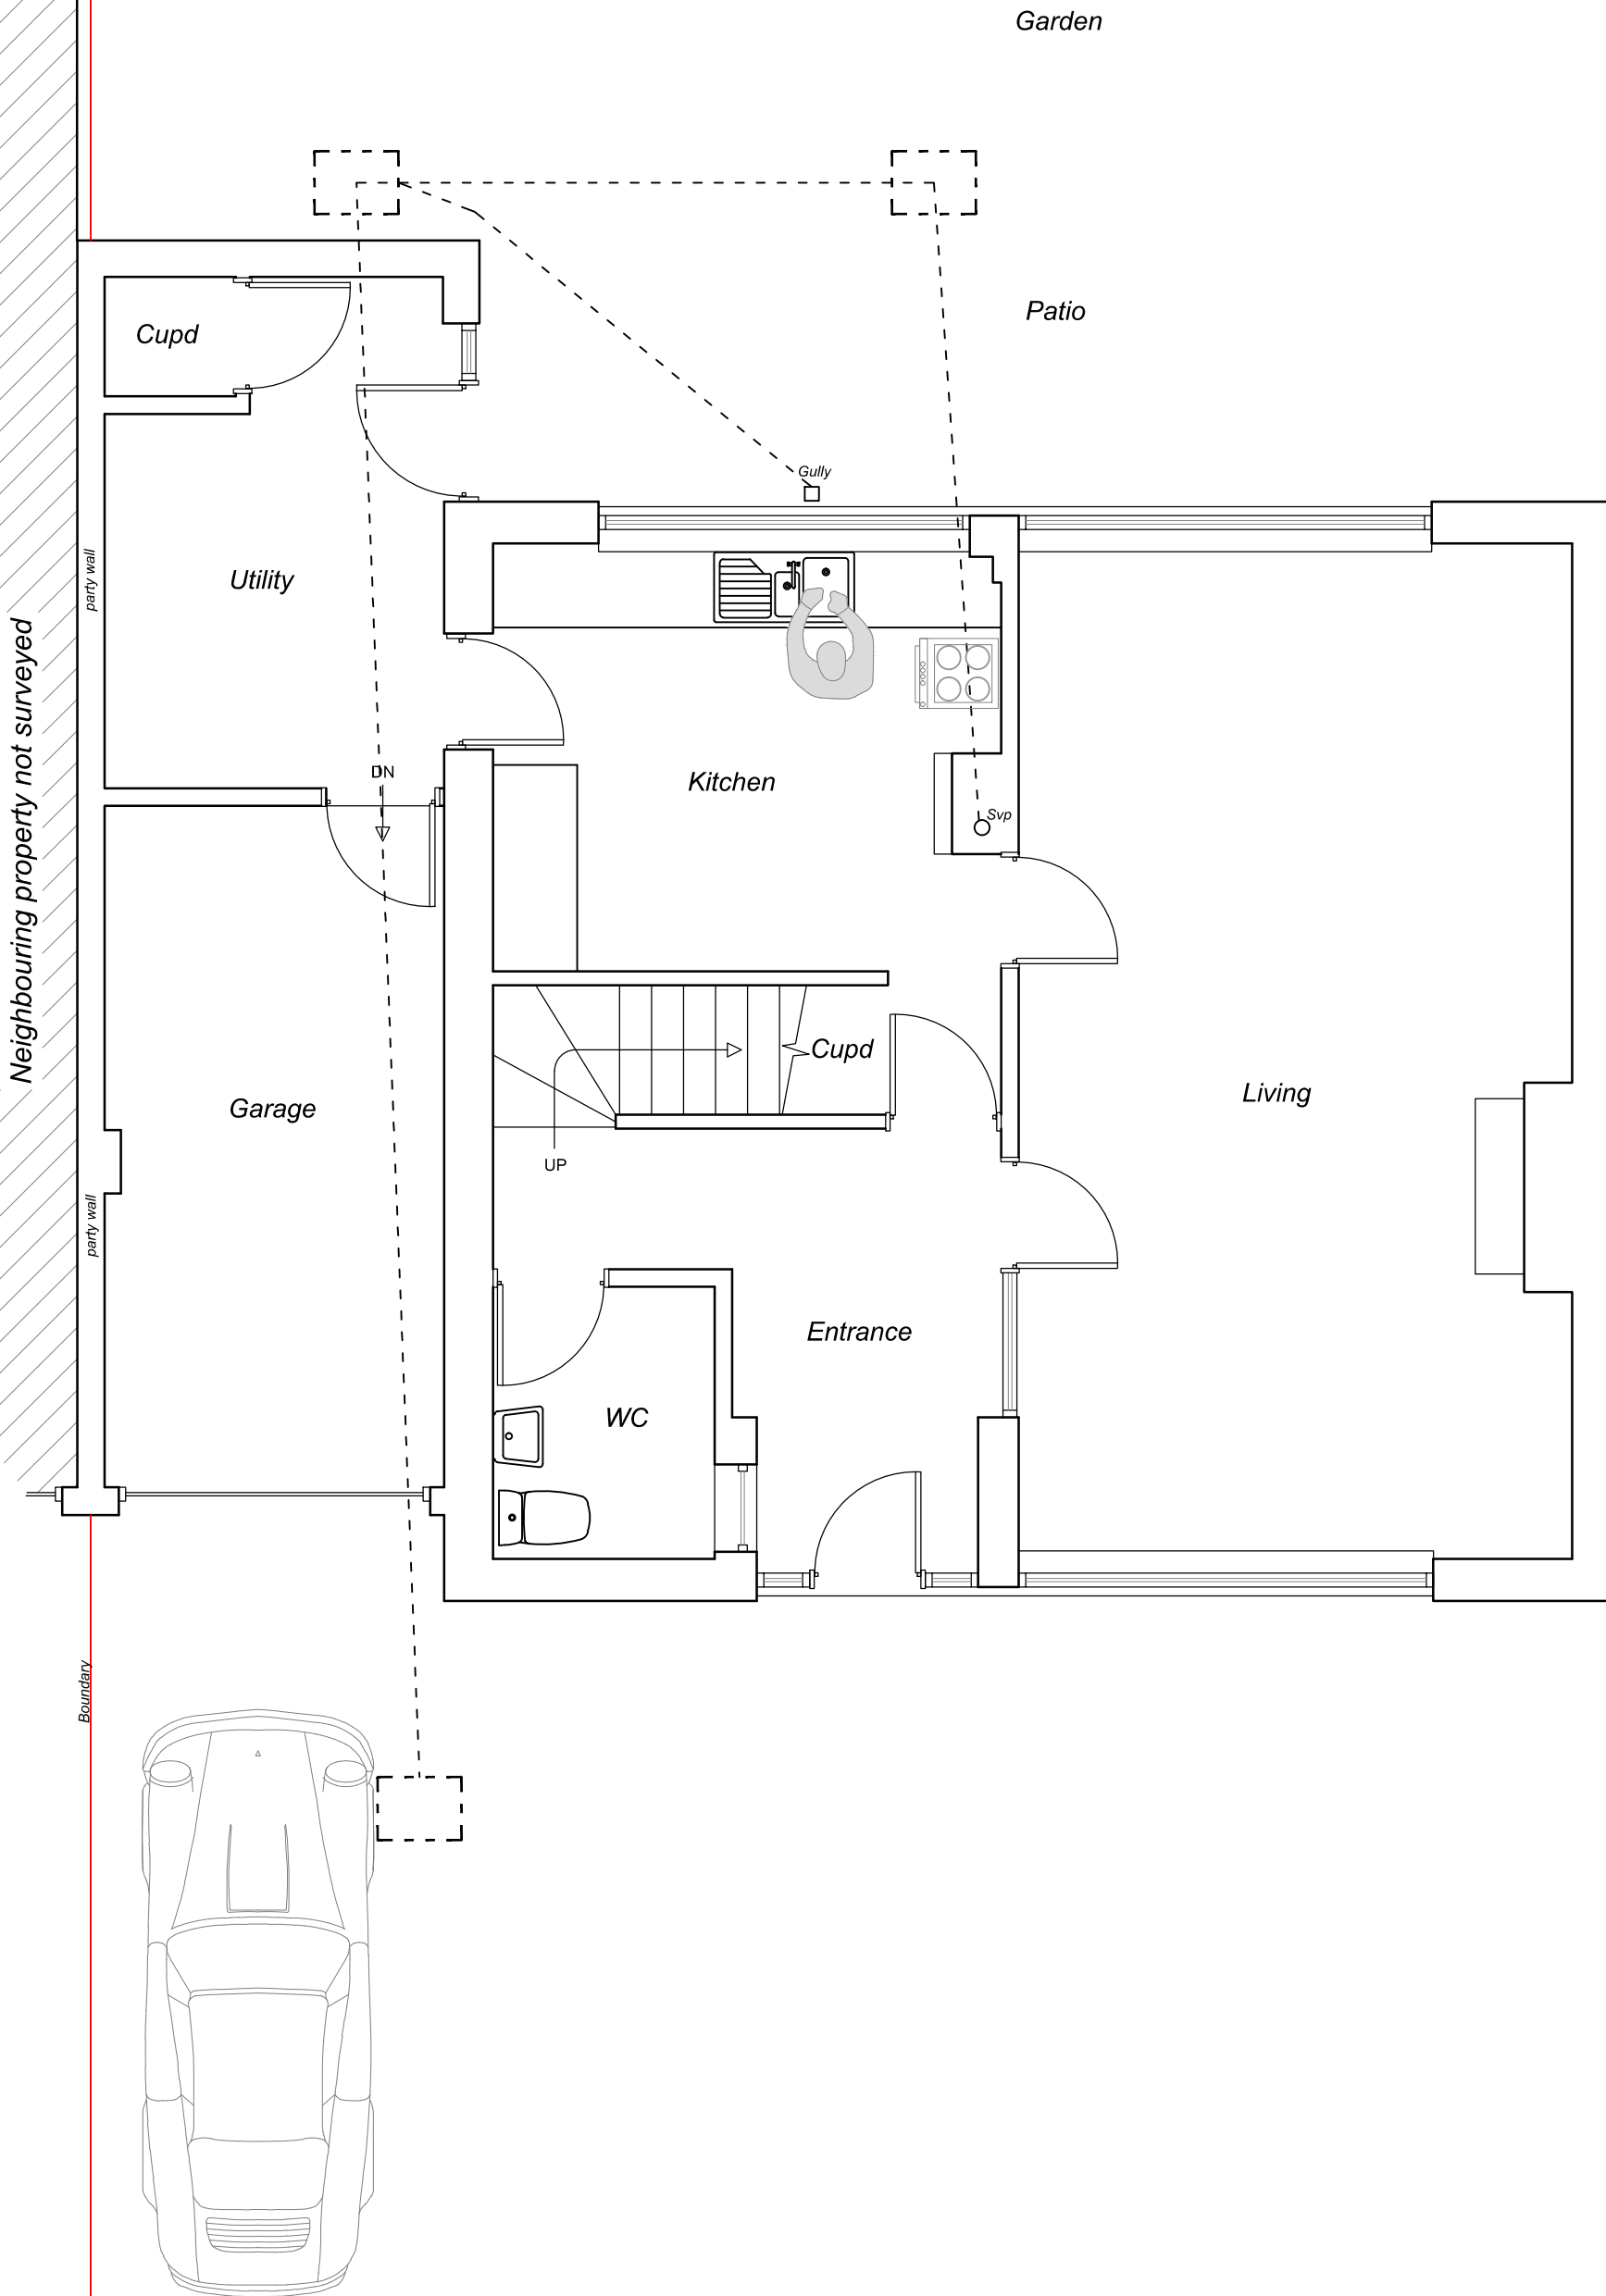 Garden
Patio
Cupd
Gully
party wall
Utility
Neighbouring property not surveyed
DN
Kitchen
Svp
Cupd
Living
Garage
UP
party wall
Entrance
WC
Boundary